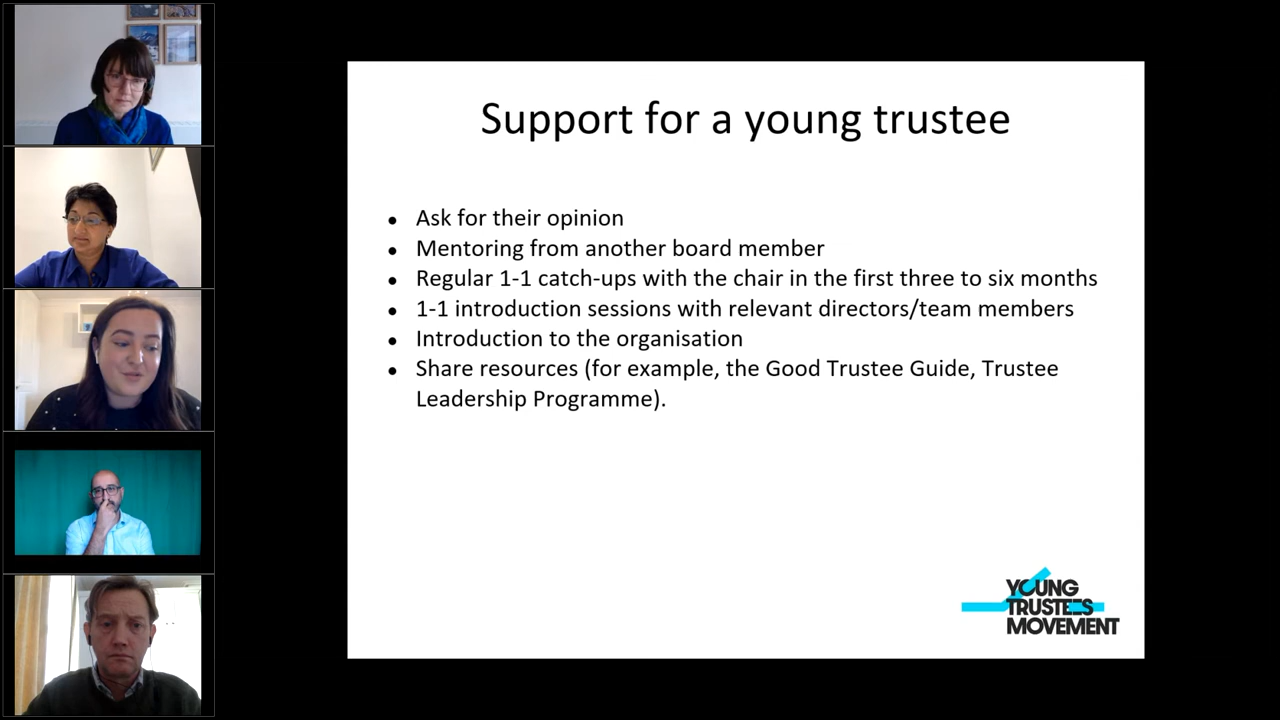 Support for a young trustee
● Ask for their opinion
● Mentoring from another board member
● Regular 1-1 catch-ups with the chair in the first three to six months
● 1-1 introduction sessions with relevant directors/team members
● Introduction to the organisation
● Share resources (for example, the Good Trustee Guide, Trustee
Leadership Programme).
YOUNG
TRUSTEES
MOVEMENT